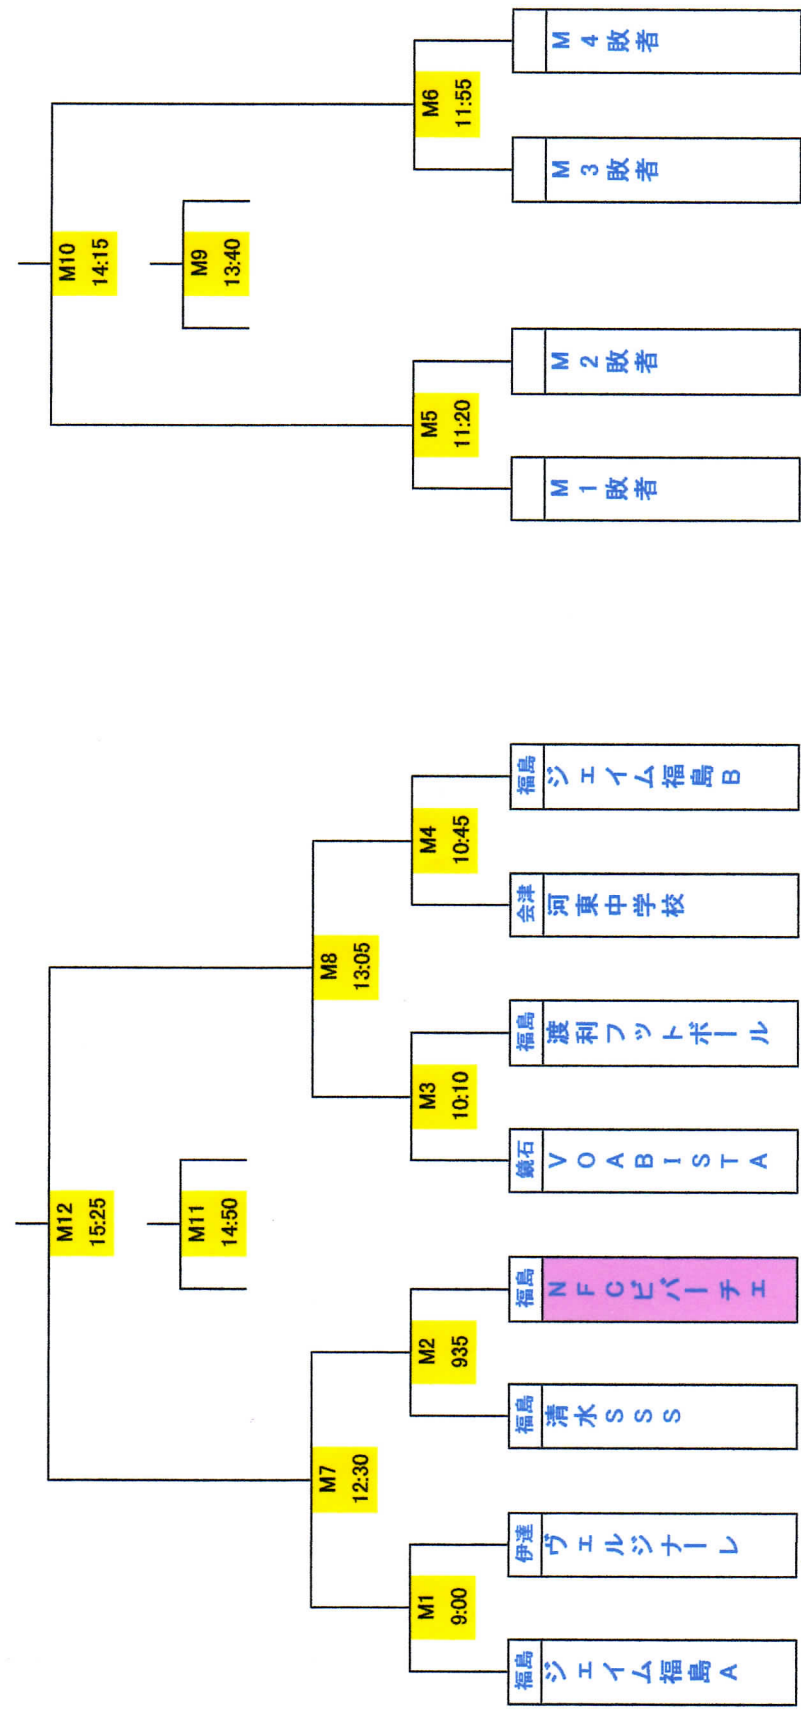 M12
15:25
M11
14:50
M7
12:30
M8
13:05
M1
9:00
M2
935
M3
10:10
M4
10:45
福島
ジェイム福島A
伊達
ヴェルジナーレ
福島
清水SSS
福島
NFCビバーチェ
鏡石
VOABISTA
福島
渡利フットボール
会津
河東中学校
福島
ジェイム福島B
M10
14:15
M9
13:40
M5
11:20
M6
11:55
M1敗者
M2敗者
M3敗者
M4敗者